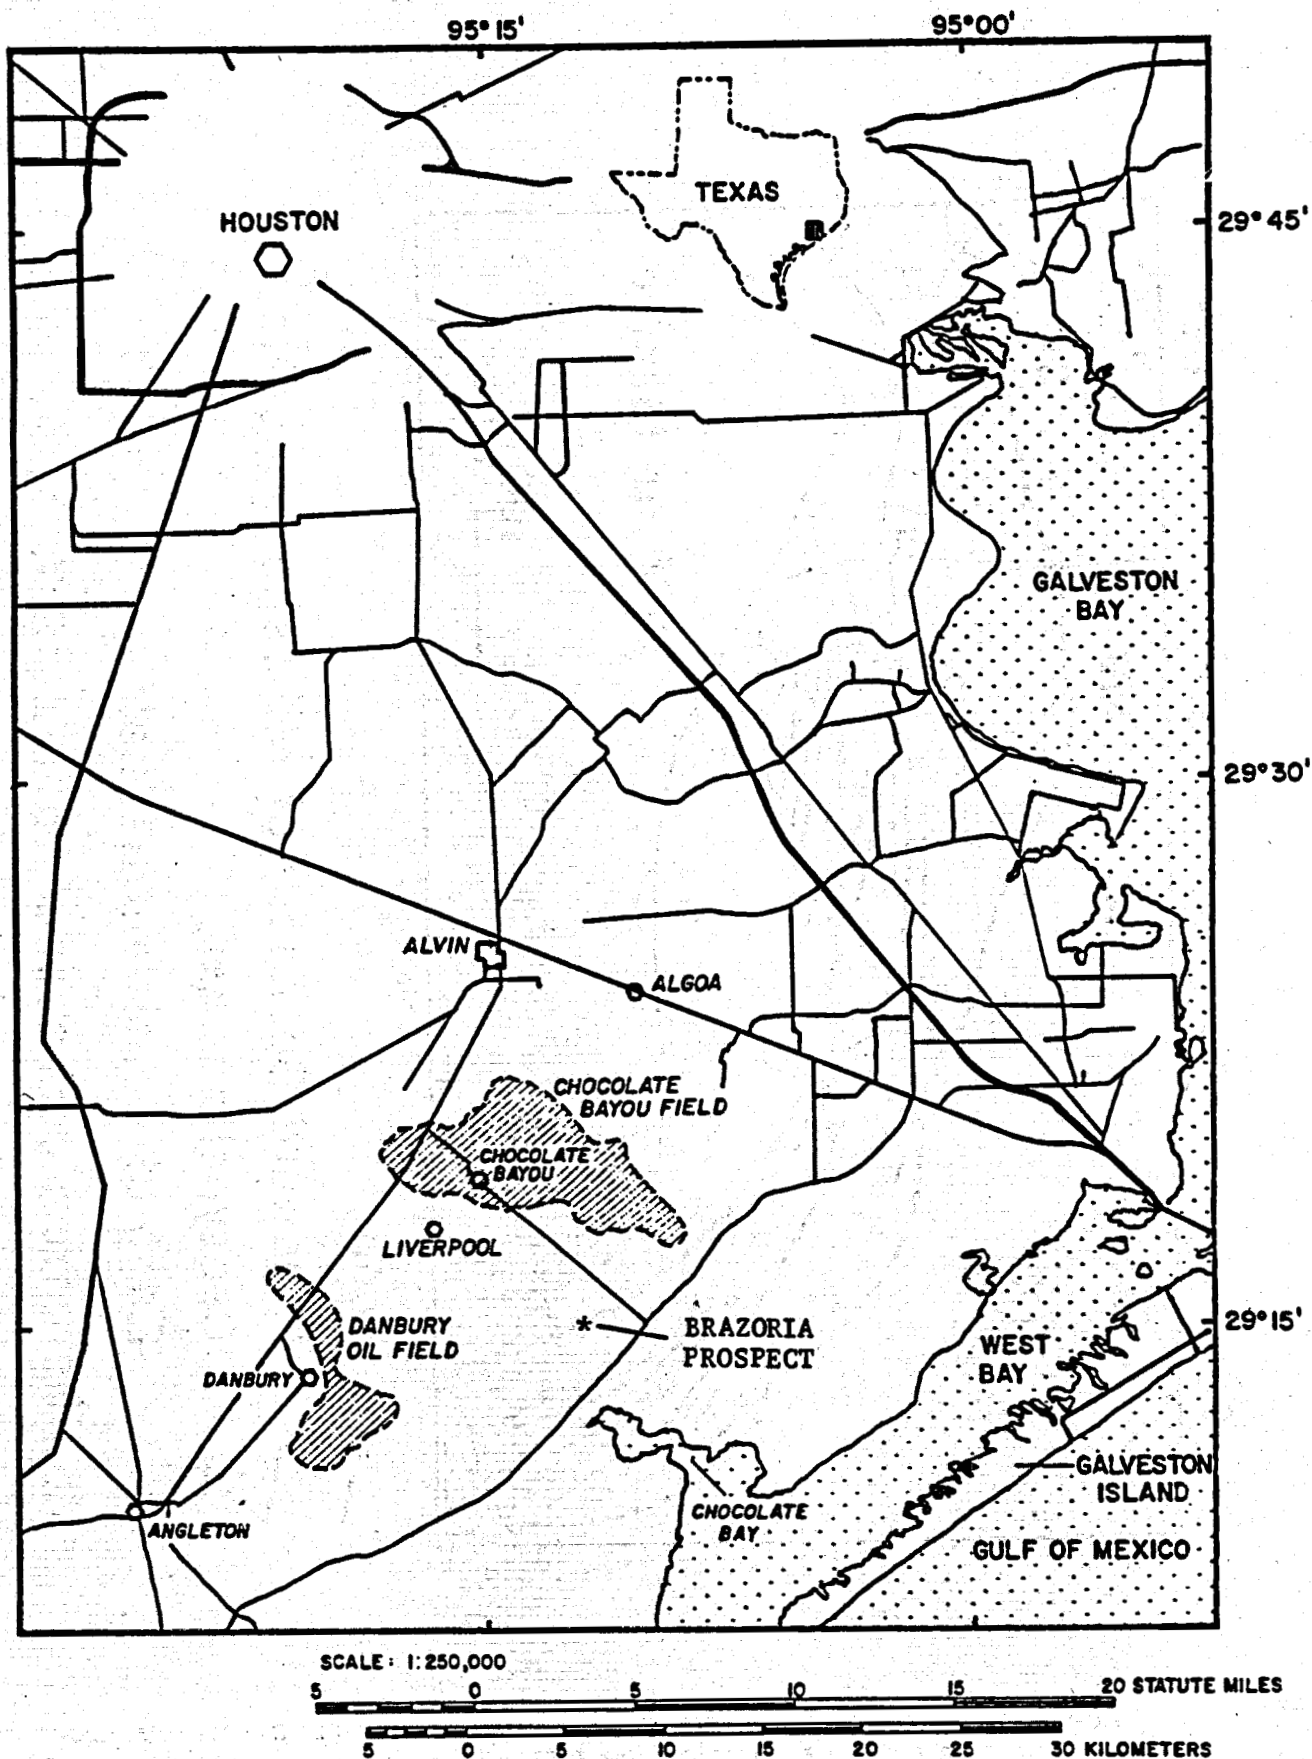 95°15'
95°00'
TEXAS
HOUSTON
29°45'
GALVESTON
BAY
29°30'
ALVIN
ALGOA
CHOCOLATE
BAYOU FIELD
CHOCOLATE
BAYOU
LIVERPOOL
29°15'
DANBURY
OIL FIELD
BRAZORIA
PROSPECT
WEST
BAY
DANBURY
GALVESTON
ISLAND
CHOCOLATE
BAY
ANGLETON
GULF OF MEXICO
SCALE: 1:250,000
5 0 5 10 15 20 STATUTE MILES
5 0 5 10 15 20 25 30 KILOMETERS